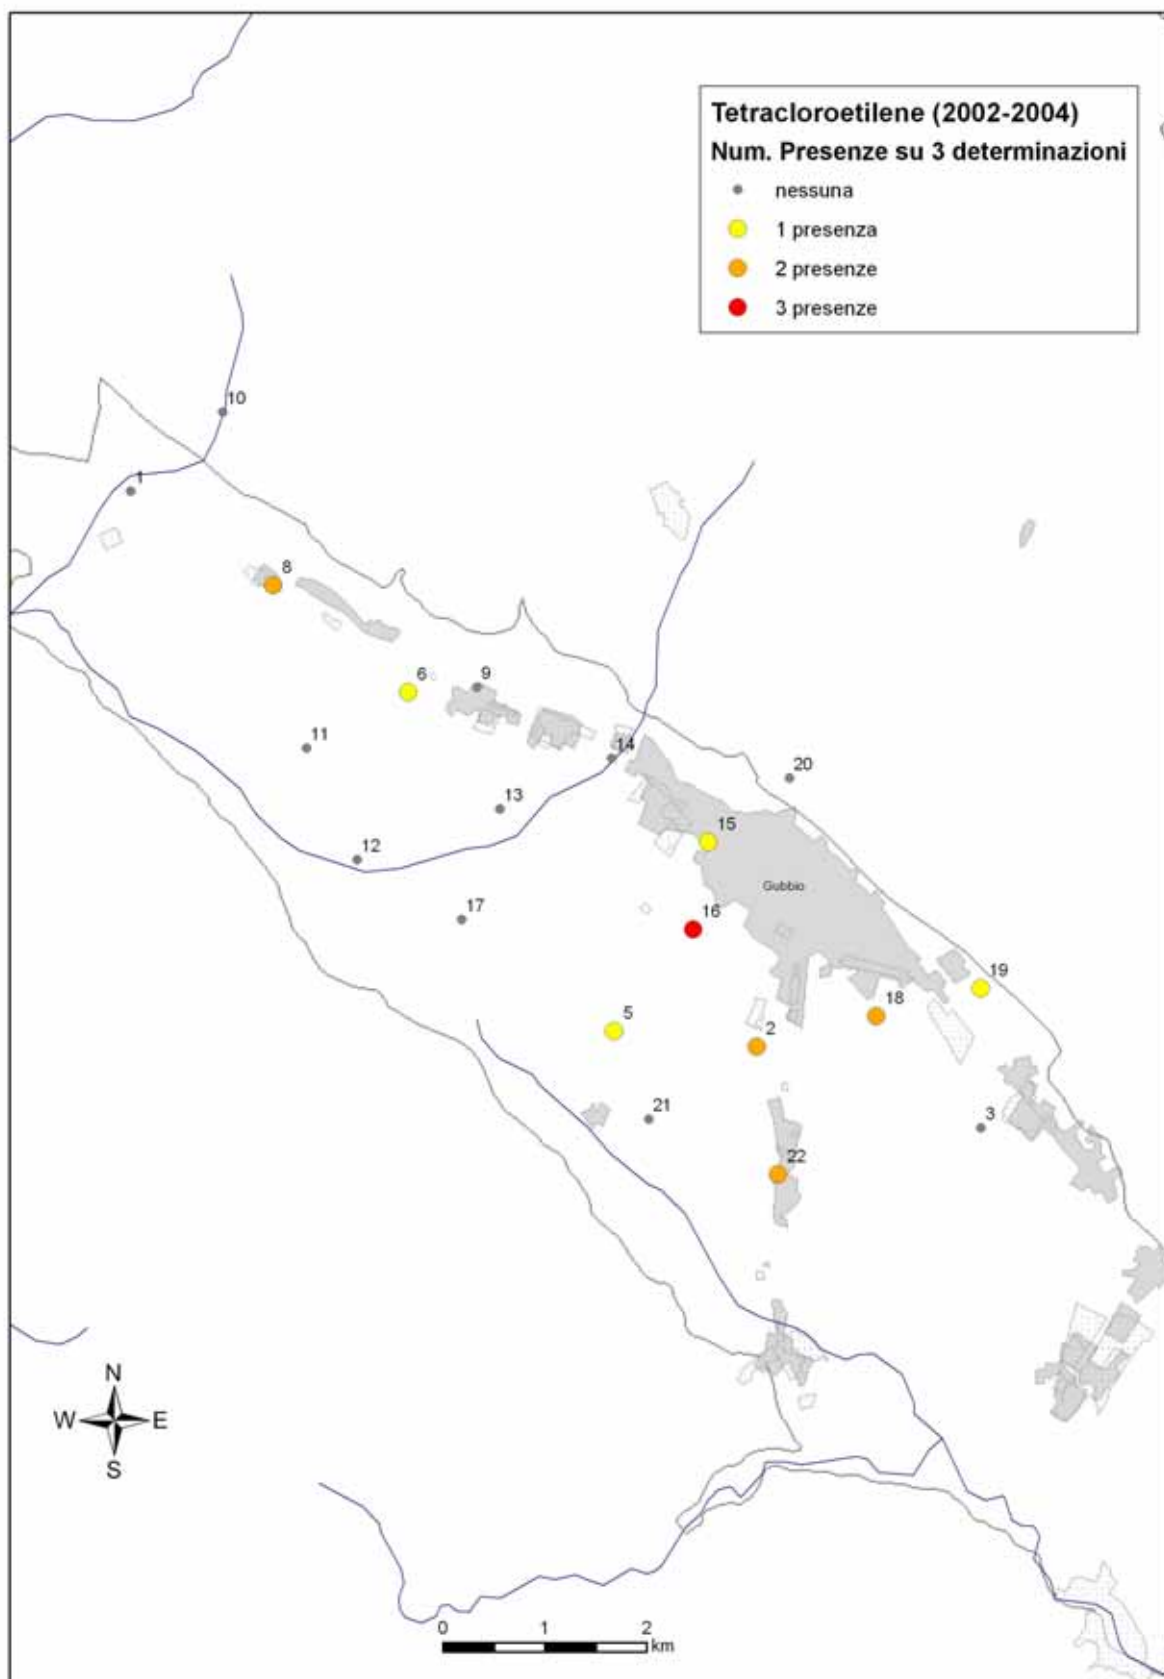 Tetracloroetilene (2002-2004)
Num. Presenze su 3 determinazioni
nessuna
1 presenza
2 presenze
3 presenze
10
1
8
6
9
11
14
20
13
15
12
Gubbio
17
16
19
18
5
2
21
3
22
N
W E
S
0 1 2
km